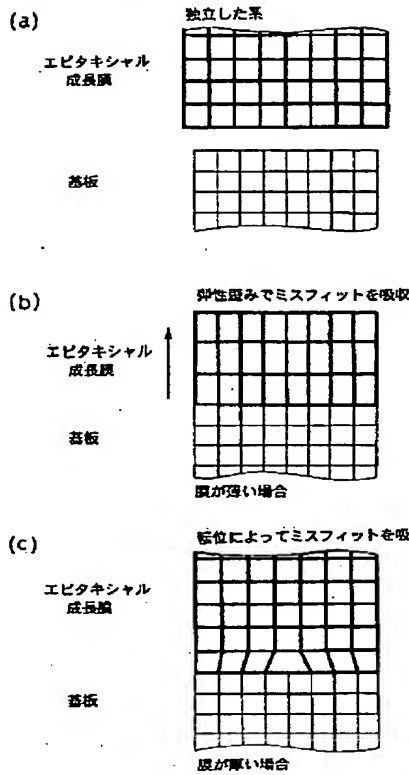 (a)
独立した系
エピタキシャル
成長膜
基板
(b)
弾性歪みでミスフィットを吸収
エピタキシャル
成長膜
基板
膜が薄い場合
(c)
転位によってミスフィットを吸
エピタキシャル
成長膜
基板
膜が厚い場合